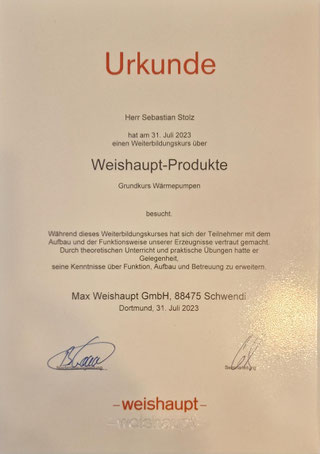 Urkunde
Herr Sebastian Stolz
hat am 31. Juli 2023
einen Weiterbildungskurs über
Weishaupt-Produkte
Grundkurs Wärmepumpen
besucht.
Während dieses Weiterbildungskurses hat sich der Teilnehmer mit dem
Aufbau und der Funktionsweise unserer Erzeugnisse vertraut gemacht.
Durch theoretischen Unterricht und praktische Übungen hatte er
Gelegenheit,
seine Kenntnisse über Funktion, Aufbau und Betreuung zu erweitern.
Max Weishaupt GmbH, 88475 Schwendi
Dortmund, 31. Juli 2023
–weishaupt–